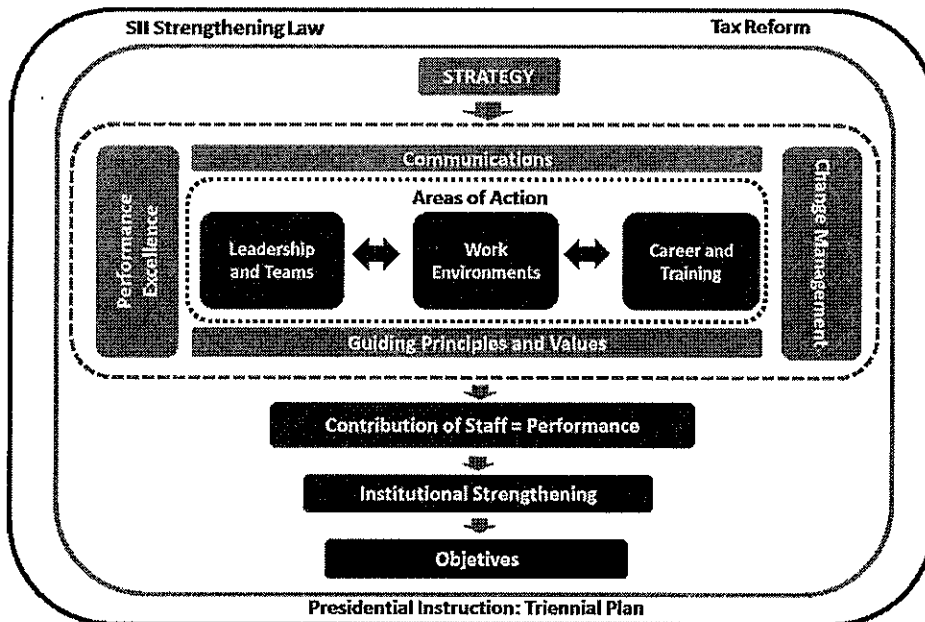 SII Strengthening Law
Tax Reform
STRATEGY
Communications
Performance
Excellence
Areas of Action
Leadership
and Teams
Work
Environments
Career and
Training
Change Management
Guiding Principles and Values
Contribution of Staff = Performance
Institutional Strengthening
Objetives
Presidential Instruction: Triennial Plan